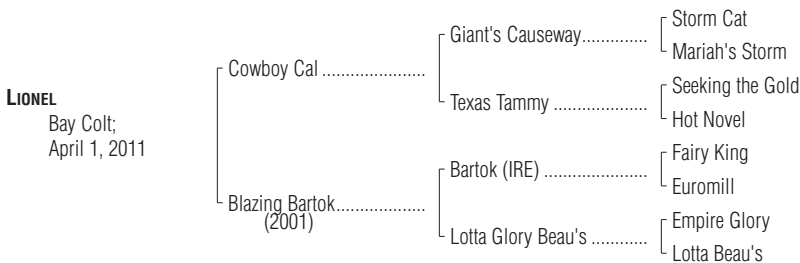 Storm Cat
Giant's Causeway..............
Mariah's Storm
Cowboy Cal ......................
Seeking the Gold
Texas Tammy ....................
Hot Novel
LIONEL
Bay Colt;
April 1, 2011
Fairy King
Bartok (IRE) ......................
Euromill
Blazing Bartok...................
(2001)
Empire Glory
Lotta Glory Beau's ............
Lotta Beau's